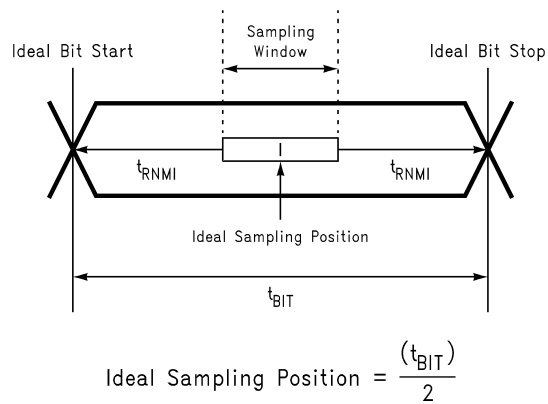 Sampling
Window
Ideal Bit Start
Ideal Bit Stop
I
tRNMI
tRNMI
Ideal Sampling Position
tBIT
Ideal Sampling Position = (tBIT)
2